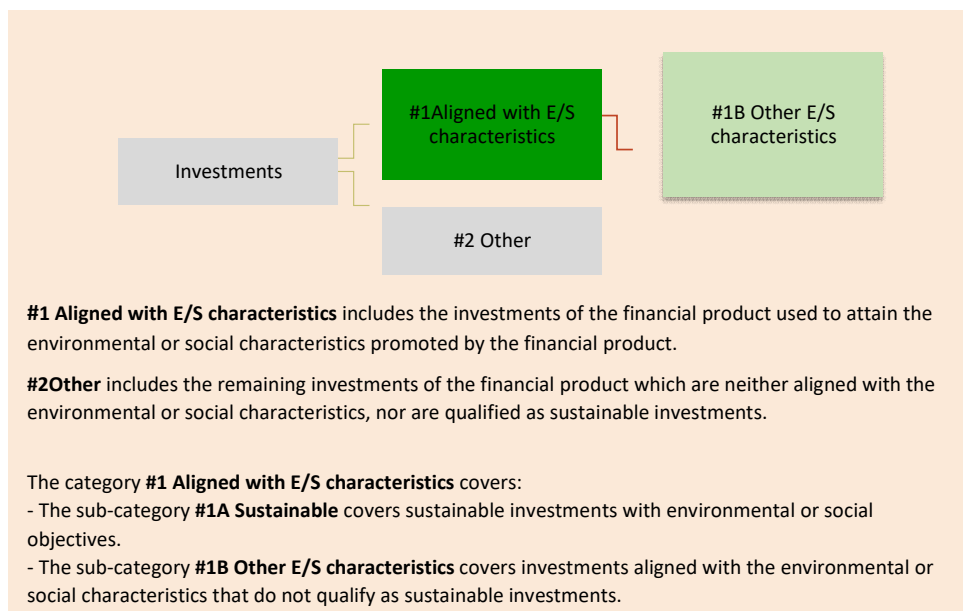 #1Aligned with E/S
characteristics
#1B Other E/S
characteristics
Investments
#2 Other
#1 Aligned with E/S characteristics includes the investments of the financial product used to attain the
environmental or social characteristics promoted by the financial product.
#2Other includes the remaining investments of the financial product which are neither aligned with the
environmental or social characteristics, nor are qualified as sustainable investments.
The category #1 Aligned with E/S characteristics covers:
- The sub-category #1A Sustainable covers sustainable investments with environmental or social
objectives.
- The sub-category #1B Other E/S characteristics covers investments aligned with the environmental or
social characteristics that do not qualify as sustainable investments.